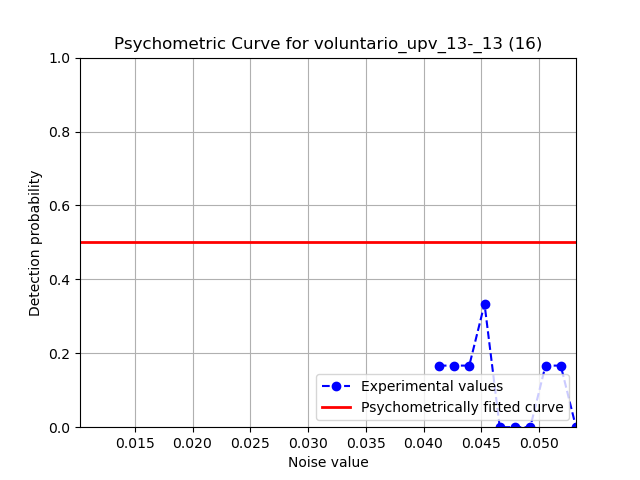 Psychometric Curve for voluntario_upv_13-_13 (16)
Detection probability
1.0
0.8
0.6
0.4
0.2
0.0
Experimental values
Psychometrically fitted curve
0.015 0.020 0.025 0.030 0.035 0.040 0.045 0.050
Noise value